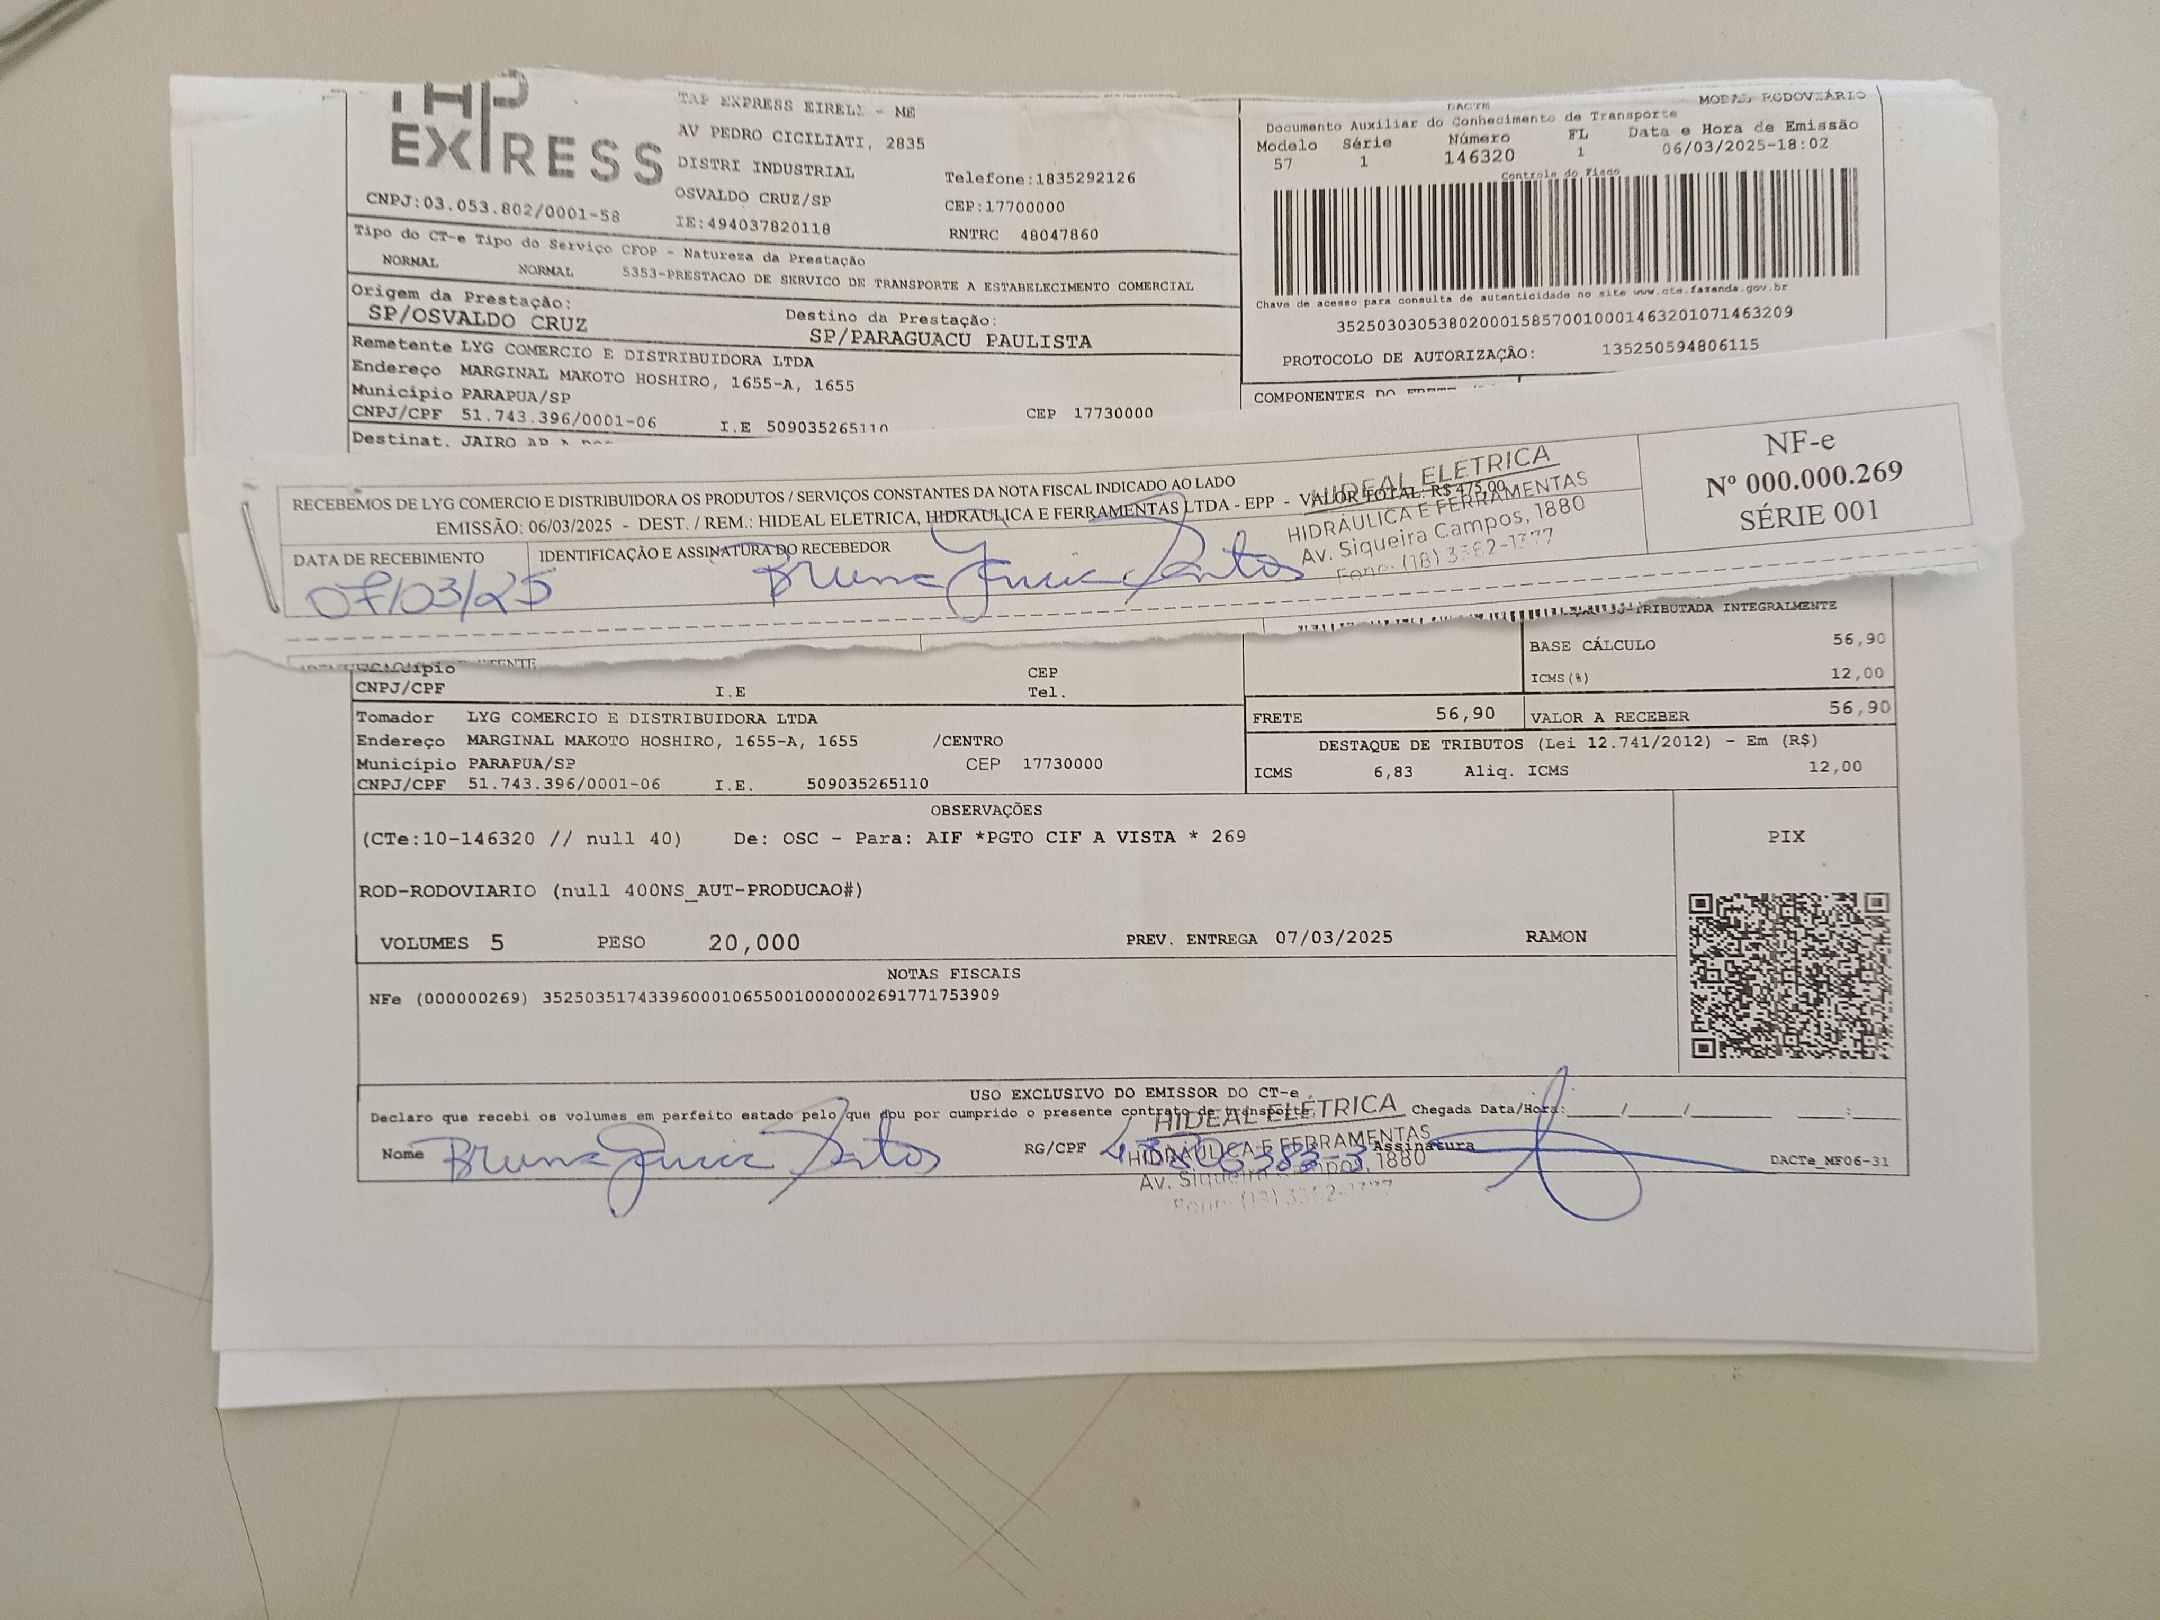 EXPRESS
CNPJ:03.053.802/0001-58
TAP EXPRESS EIRELI - ME
AV PEDRO CICILIATI, 2835
DISTRI INDUSTRIAL
OSVALDO CRUZ/SP
IE:494037820118
Telefone:1835292126
CEP:17700000
RNTRC 48047860
DACTE
MODAL RODOVIÁRIO
Documento Auxiliar do Conhecimento de Transporte
Modelo Série Número FL Data e Hora de Emissão
57 1 146320 1 06/03/2025-18:02
Controle do Fisco
Chave de acesso para consulta de autenticidade no site www.cte.fazenda.gov.br
35250303053802000158570010001463201071463209
PROTOCOLO DE AUTORIZAÇÃO: 135250594806115
COMPONENTES DO
Tipo do CT-e Tipo do Serviço CFOP - Natureza da Prestação
NORMAL NORMAL 5353-PRESTACAO DE SERVICO DE TRANSPORTE A ESTABELECIMENTO COMERCIAL
Origem da Prestação: Destino da Prestação:
SP/OSVALDO CRUZ SP/PARAGUACU PAULISTA
Remetente LYG COMERCIO E DISTRIBUIDORA LTDA
Endereço MARGINAL MAKOTO HOSHIRO, 1655-A, 1655
Município PARAPUA/SP CEP 17730000
CNPJ/CPF 51.743.396/0001-06 I.E 509035265110
Destinat. JAIRO
RECEBEMOS DE LYG COMERCIO E DISTRIBUIDORA OS PRODUTOS / SERVIÇOS CONSTANTES DA NOTA FISCAL INDICADO AO LADO
EMISSÃO: 06/03/2025 - DEST. / REM.: HIDEAL ELETRICA, HIDRAULICA E FERRAMENTAS LTDA - EPP - VALOR TOTAL: R$ 475,00
DATA DE RECEBIMENTO IDENTIFICAÇÃO E ASSINATURA DO RECEBEDOR
07/03/25
HIDEAL ELÉTRICA
HIDRÁULICA E FERRAMENTAS
Av. Siqueira Campos, 1880
Fone: (18) 3362-1377
NF-e
Nº 000.000.269
SÉRIE 001
TRIBUTADA INTEGRALMENTE
BASE CÁLCULO 56,90
ICMS(%) 12,00
CEP
CNPJ/CPF I.E Tel.
FRETE 56,90 VALOR A RECEBER 56,90
DESTAQUE DE TRIBUTOS (Lei 12.741/2012) - Em (R$)
ICMS 6,83 Aliq. ICMS 12,00
Tomador LYG COMERCIO E DISTRIBUIDORA LTDA
Endereço MARGINAL MAKOTO HOSHIRO, 1655-A, 1655 /CENTRO
Município PARAPUA/SP CEP 17730000
CNPJ/CPF 51.743.396/0001-06 I.E. 509035265110
OBSERVAÇÕES
(CTe:10-146320 // null 40) De: OSC - Para: AIF *PGTO CIF A VISTA * 269
ROD-RODOVIARIO (null 400NS_AUT-PRODUCAO#)
VOLUMES 5 PESO 20,000 PREV. ENTREGA 07/03/2025 RAMON
PIX
NOTAS FISCAIS
NFe (000000269) 35250351743396000106550010000002691771753909
USO EXCLUSIVO DO EMISSOR DO CT-e
Declaro que recebi os volumes em perfeito estado pelo que dou por cumprido o presente contrato de transporte. Chegada Data/Hora:
Nome RG/CPF Assinatura
HIDEAL ELÉTRICA
HIDRÁULICA E FERRAMENTAS
Av. Siqueira Campos, 1880
DACTe_MF06-31